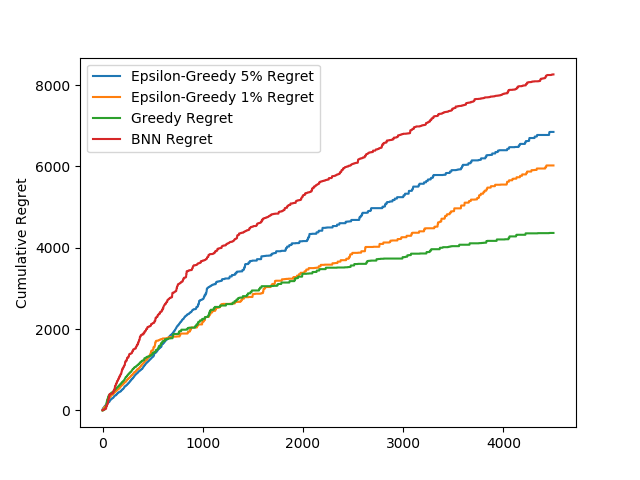 Epsilon-Greedy 5% Regret
Epsilon-Greedy 1% Regret
Greedy Regret
BNN Regret
Cumulative Regret
8000
6000
4000
2000
0
0 1000 2000 3000 4000